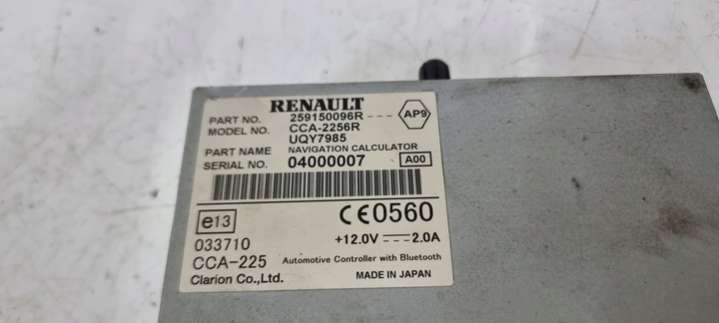 RENAULT
PART NO. 259150096R --- AP9
MODEL NO. CCA-2256R
UQY7985
PART NAME NAVIGATION CALCULATOR
SERIAL NO. 04000007 A00
e13 CE0560
033710 +12.0V 2.0A
CCA-225 Automotive Controller with Bluetooth
Clarion Co.,Ltd. MADE IN JAPAN